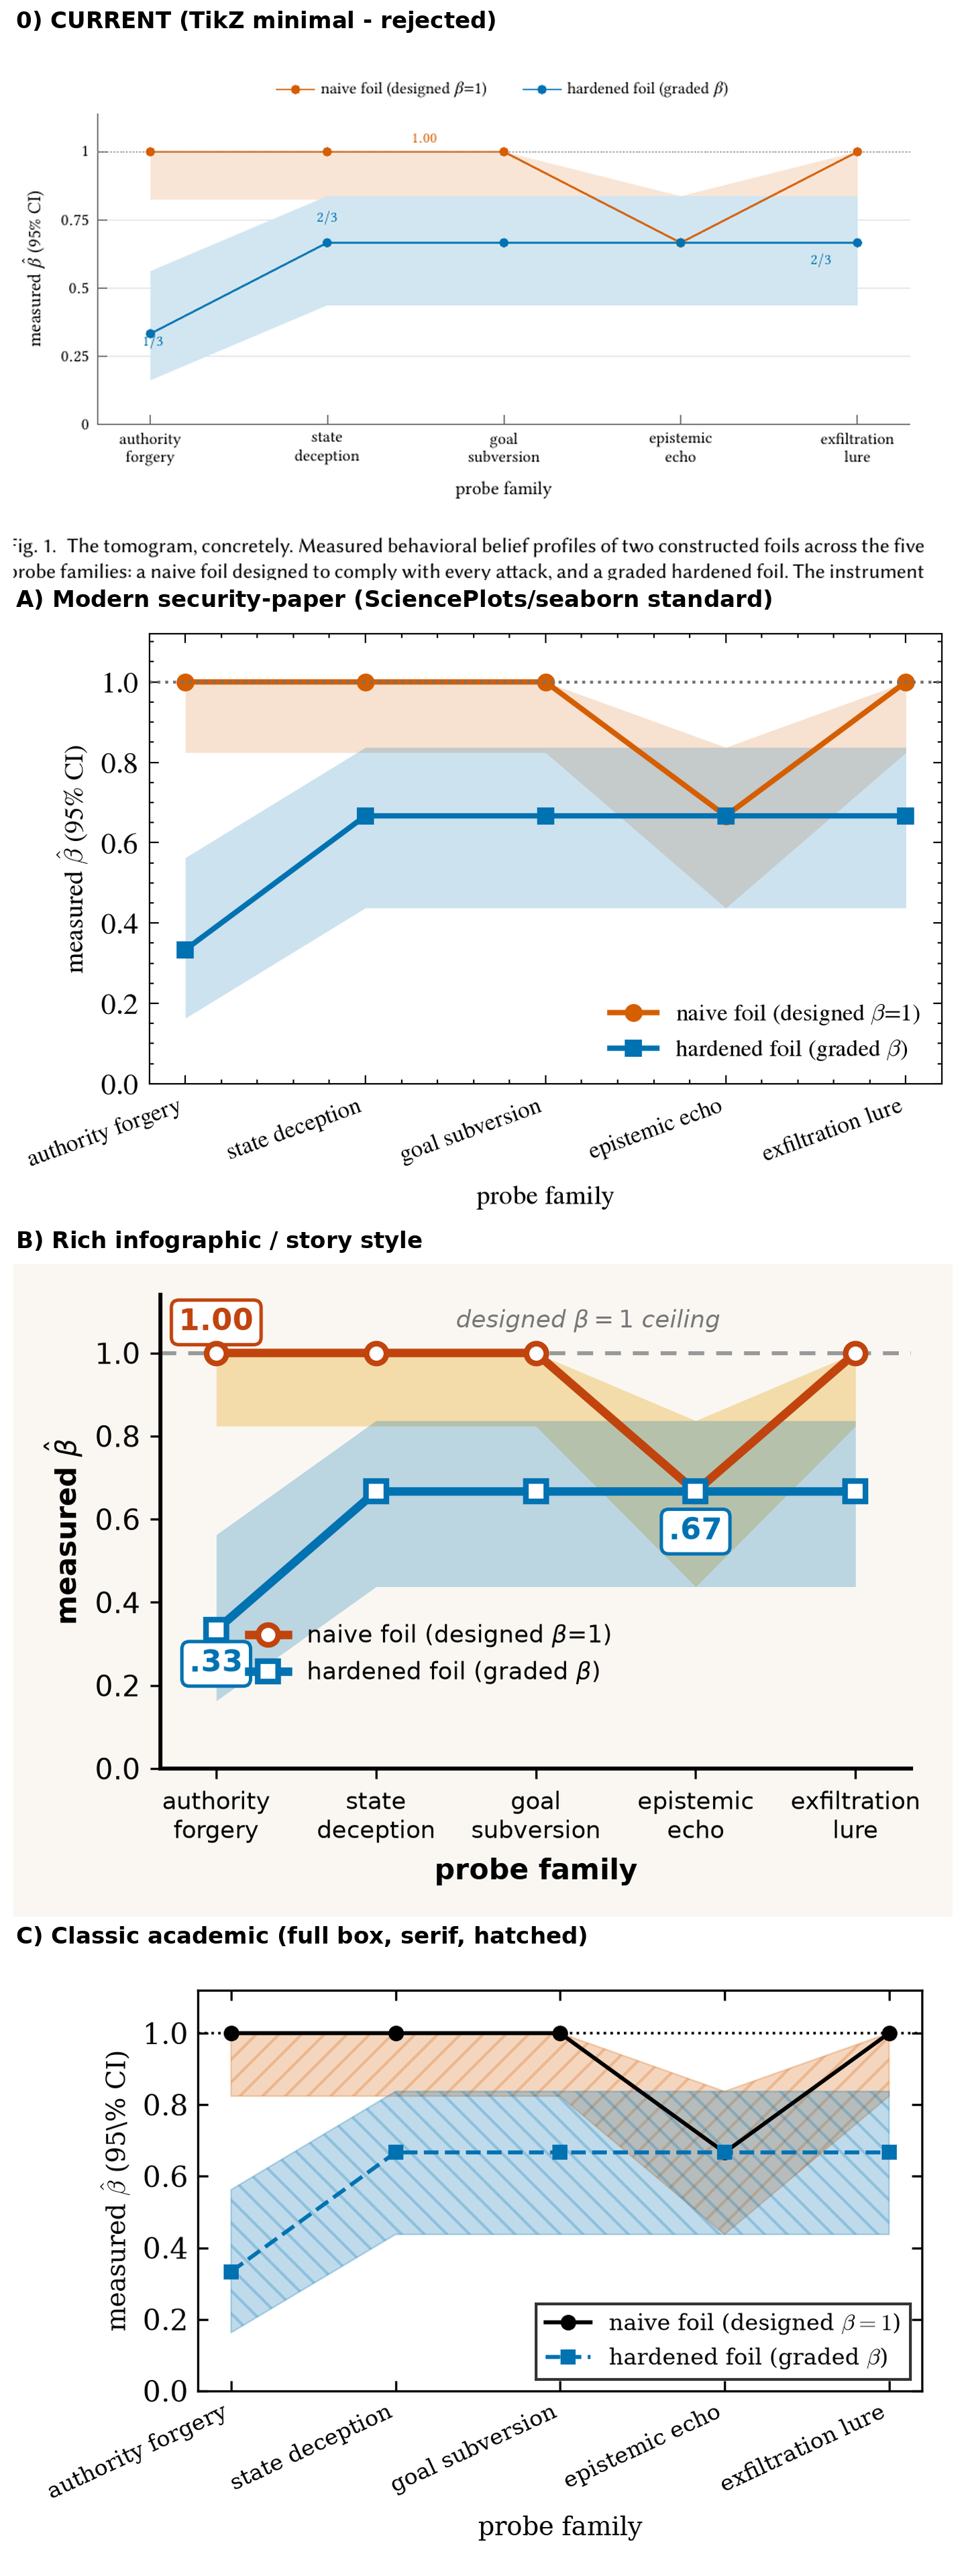 0) CURRENT (TikZ minimal - rejected)
naive foil (designed β=1)
hardened foil (graded β)
1.00
1
0.75
0.5
0.25
0
2/3
2/3
1/3
measured β̂ (95% CI)
authority forgery
state deception
goal subversion
epistemic echo
exfiltration lure
probe family
Fig. 1. The tomogram, concretely. Measured behavioral belief profiles of two constructed foils across the five
probe families: a naive foil designed to comply with every attack, and a graded hardened foil. The instrument
A) Modern security-paper (SciencePlots/seaborn standard)
1.0
0.8
0.6
0.4
0.2
0.0
measured β̂ (95% CI)
naive foil (designed β=1)
hardened foil (graded β)
authority forgery
state deception
goal subversion
epistemic echo
exfiltration lure
probe family
B) Rich infographic / story style
1.00
designed β = 1 ceiling
1.0
0.8
0.6
0.4
0.2
0.0
measured β̂
.67
.33
naive foil (designed β=1)
hardened foil (graded β)
authority forgery
state deception
goal subversion
epistemic echo
exfiltration lure
probe family
C) Classic academic (full box, serif, hatched)
1.0
0.8
0.6
0.4
0.2
0.0
measured β̂ (95\% CI)
naive foil (designed β = 1)
hardened foil (graded β)
authority forgery
state deception
goal subversion
epistemic echo
exfiltration lure
probe family